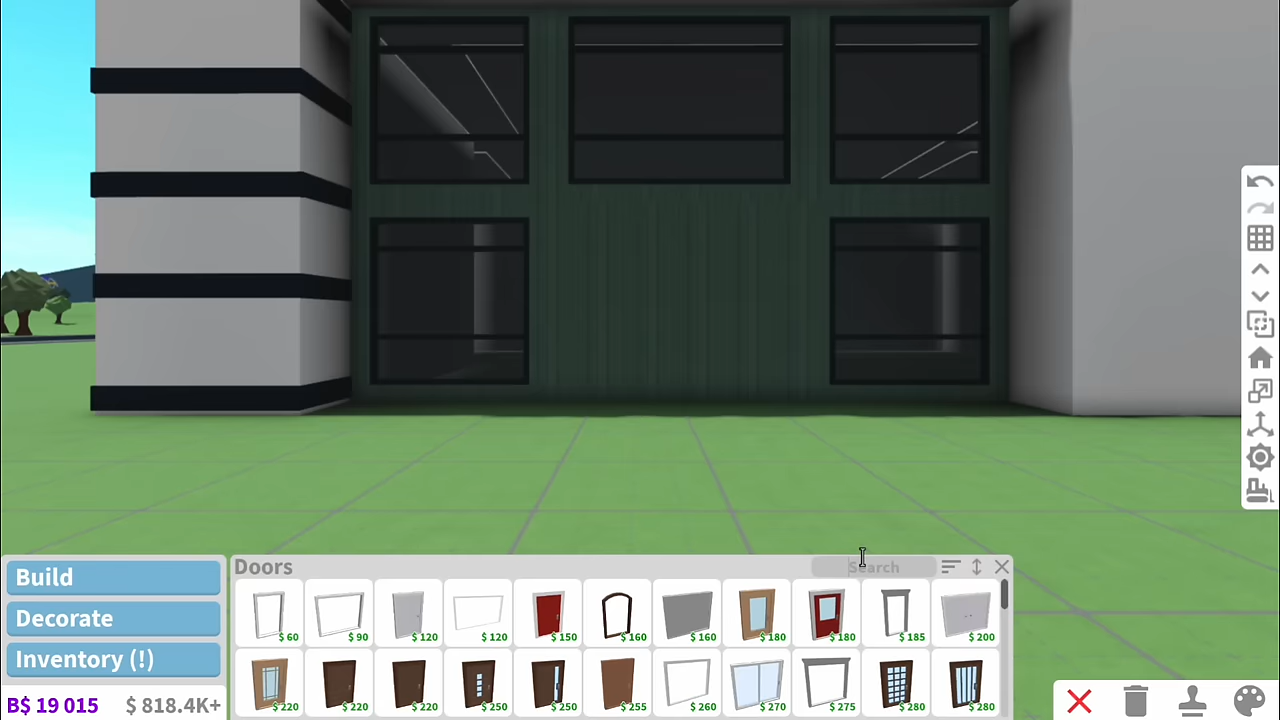 Doors
Search
$ 60 $ 90 $ 120 $ 120 $ 150 $ 160 $ 160 $ 180 $ 180 $ 185 $ 200
$ 220 $ 220 $ 220 $ 250 $ 250 $ 255 $ 260 $ 270 $ 275 $ 280 $ 280
Build
Decorate
Inventory (!)
B$ 19 015 $ 818.4K+